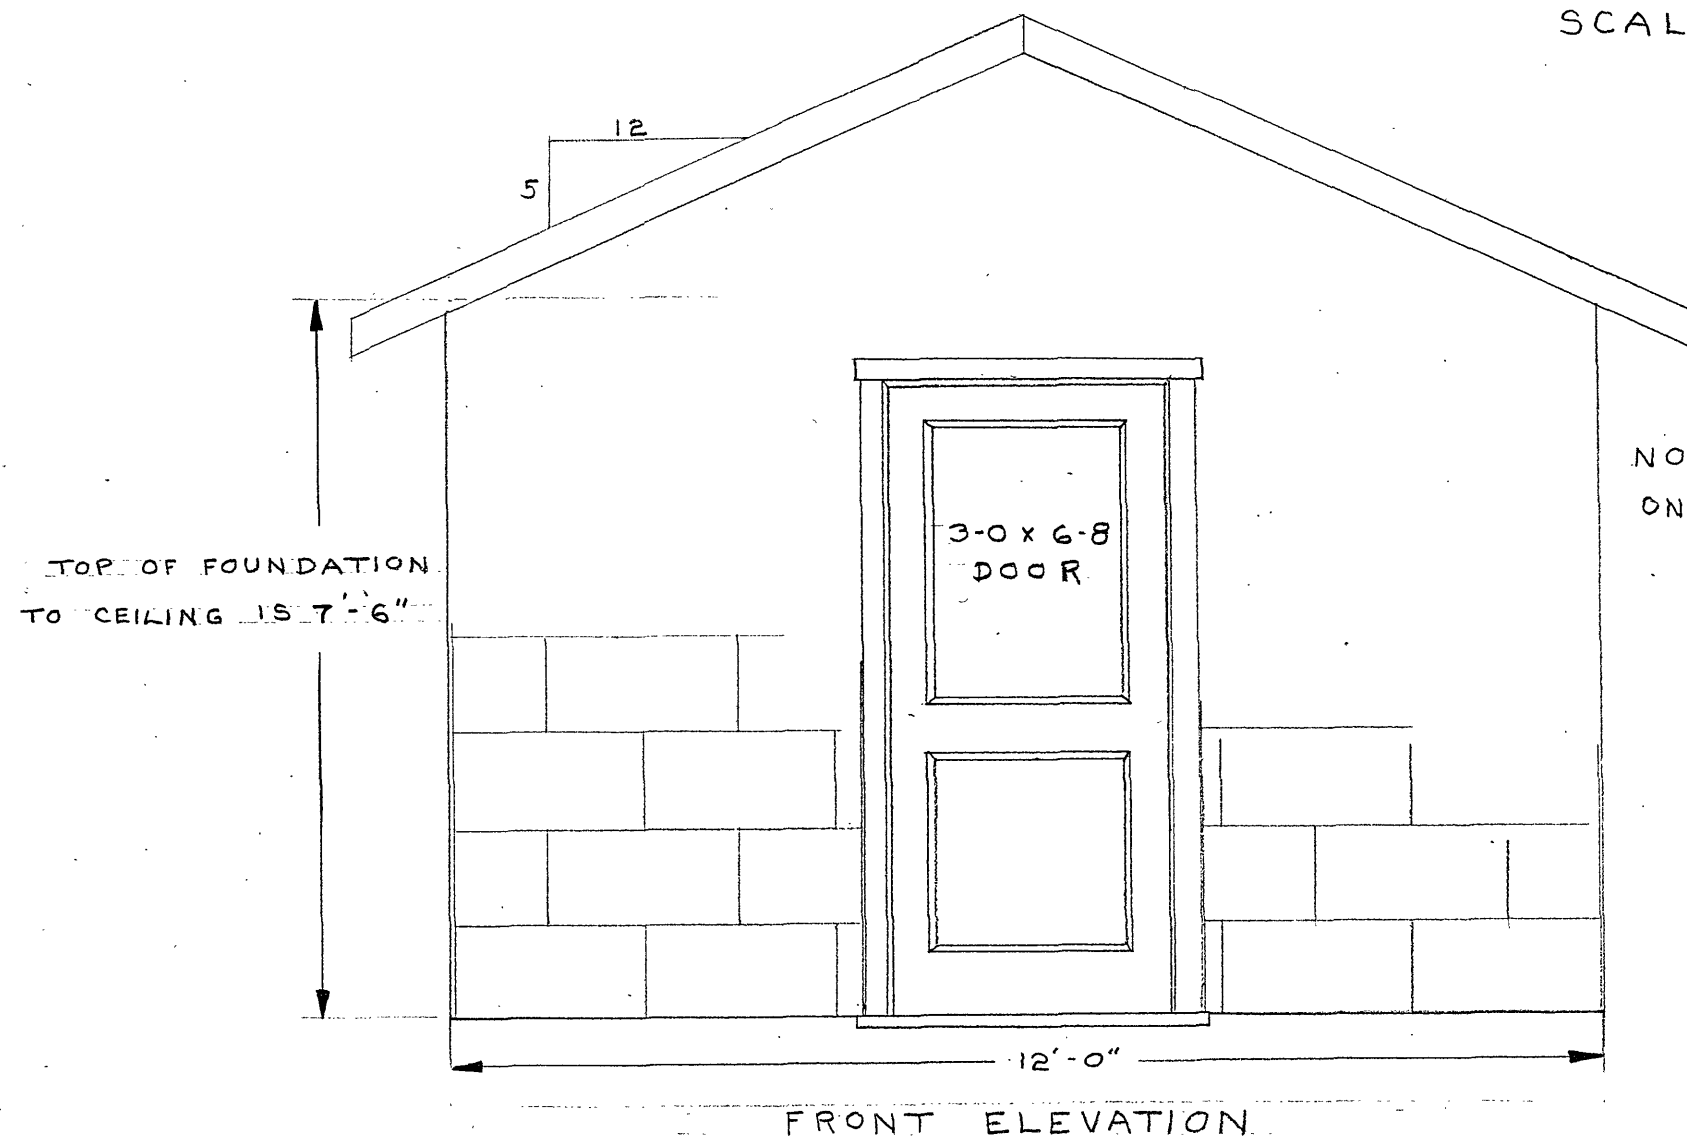 SCAL
12
5
NO
ON
3-0 x 6-8
DOOR
TOP OF FOUNDATION
TO CEILING IS 7'-6"
12'-0"
FRONT ELEVATION